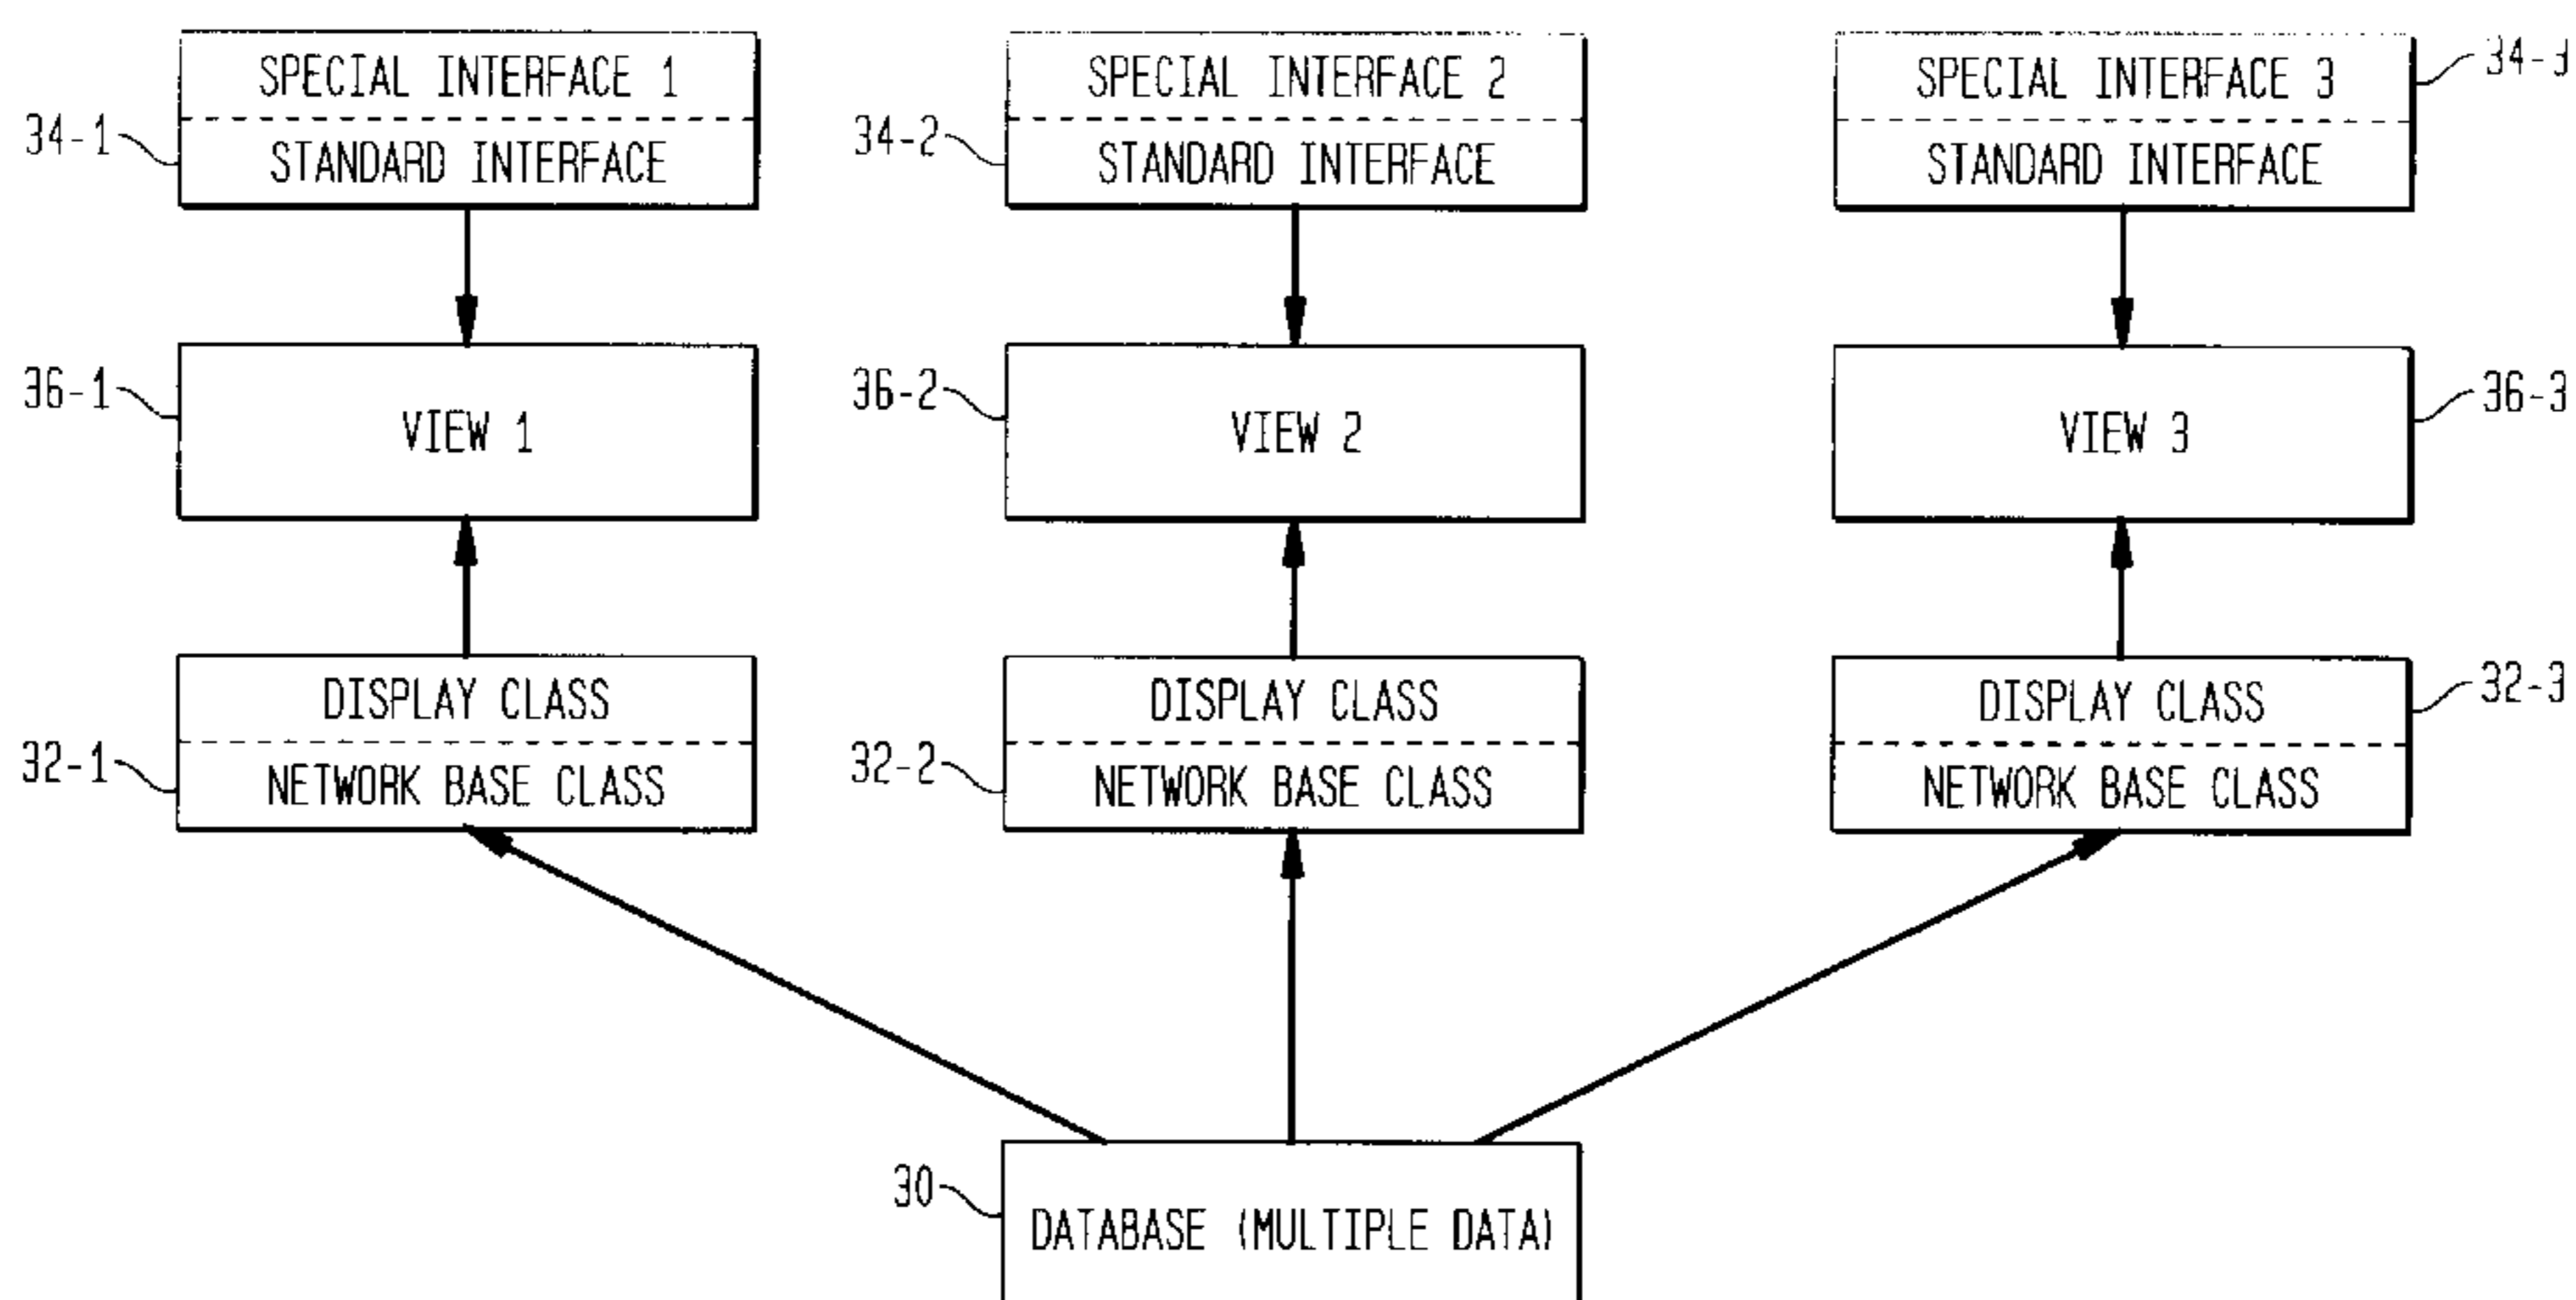 SPECIAL INTERFACE 1
STANDARD INTERFACE
34-1
SPECIAL INTERFACE 2
STANDARD INTERFACE
34-2
SPECIAL INTERFACE 3
STANDARD INTERFACE
34-3
36-1
VIEW 1
36-2
VIEW 2
VIEW 3
36-3
DISPLAY CLASS
NETWORK BASE CLASS
32-1
DISPLAY CLASS
NETWORK BASE CLASS
32-2
DISPLAY CLASS
NETWORK BASE CLASS
32-3
30
DATABASE (MULTIPLE DATA)